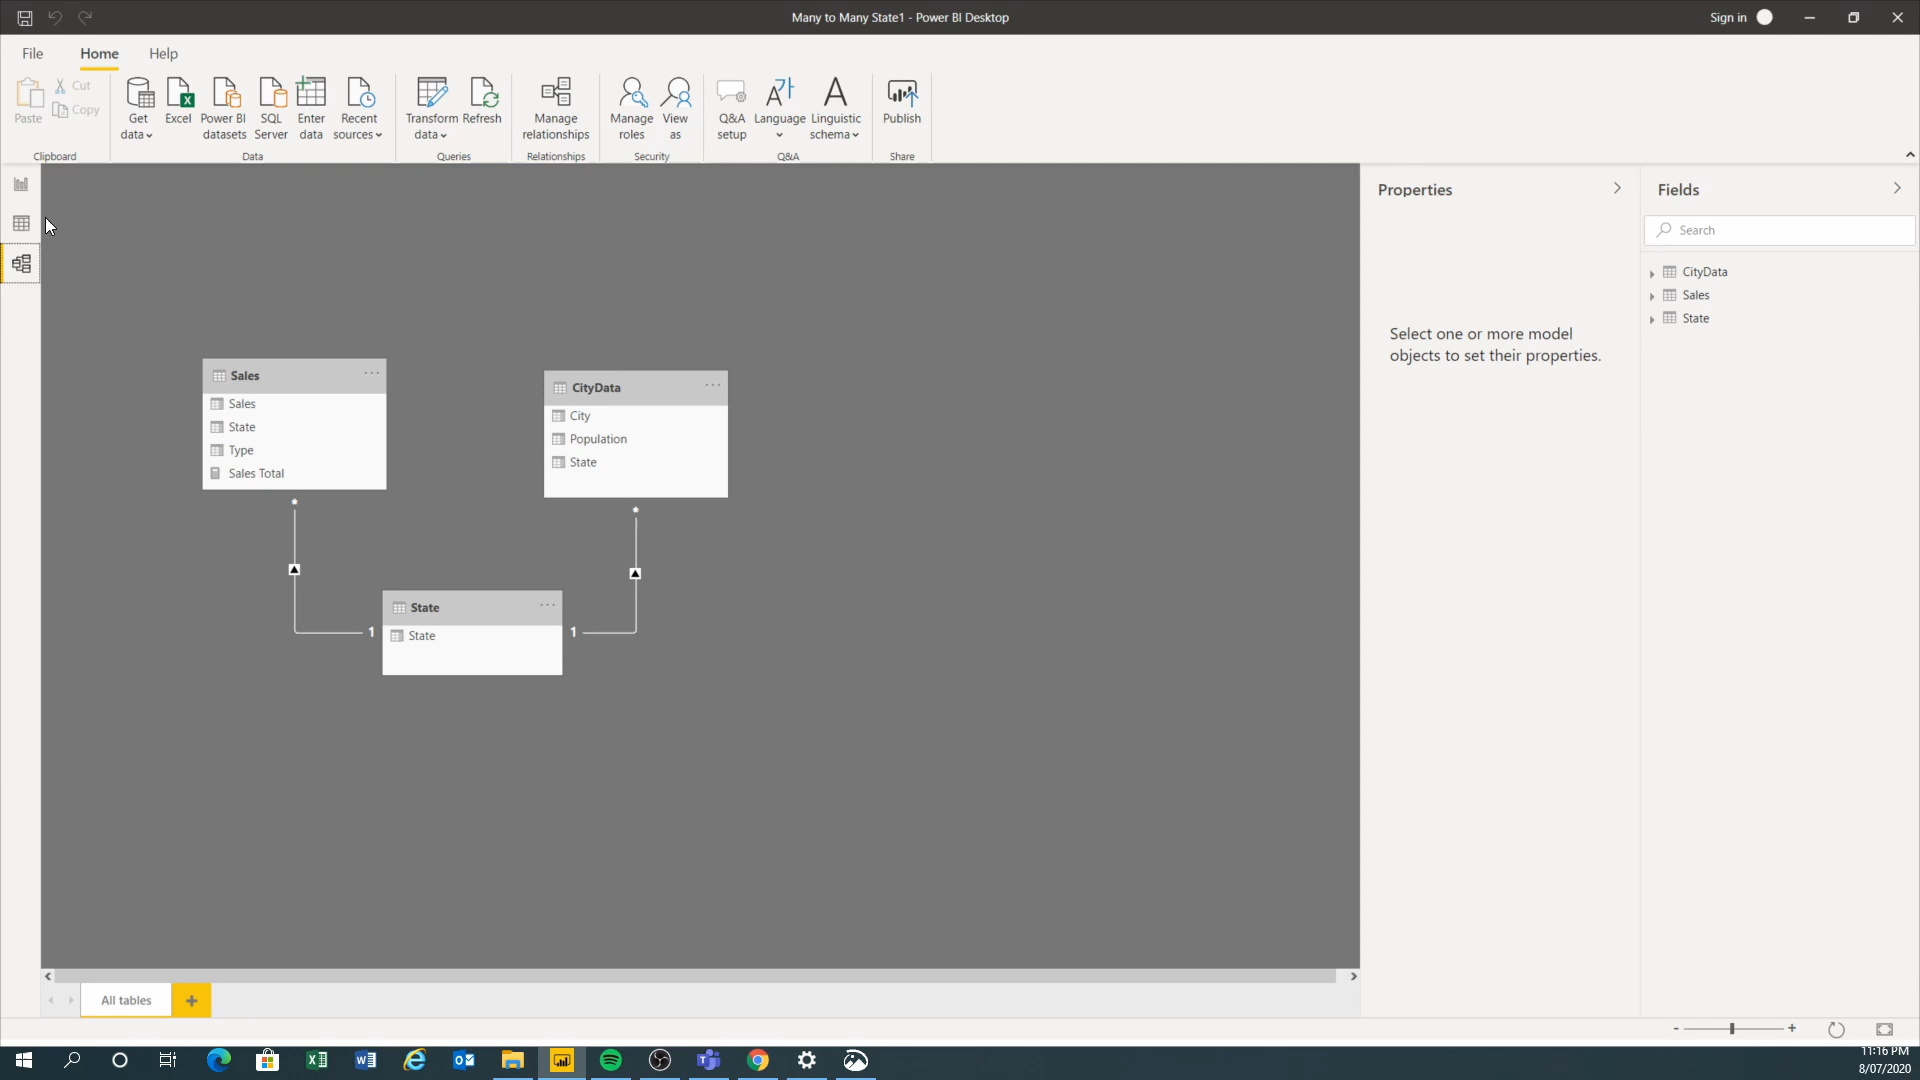 Many to Many State1 - Power BI Desktop
Sign in
File
Home
Help
Paste
Cut
Copy
Clipboard
Get data
Excel
Power BI datasets
SQL Server
Enter data
Recent sources
Data
Transform data
Refresh
Queries
Manage relationships
Relationships
Manage roles
View as
Security
Q&A setup
Language
Linguistic schema
Q&A
Publish
Share
Properties
Select one or more model
objects to set their properties.
Fields
Search
CityData
Sales
State
Sales
Sales
State
Type
Sales Total
CityData
City
Population
State
*
*
1
State
1
State
All tables
+
- +
11:16 PM
8/07/2020